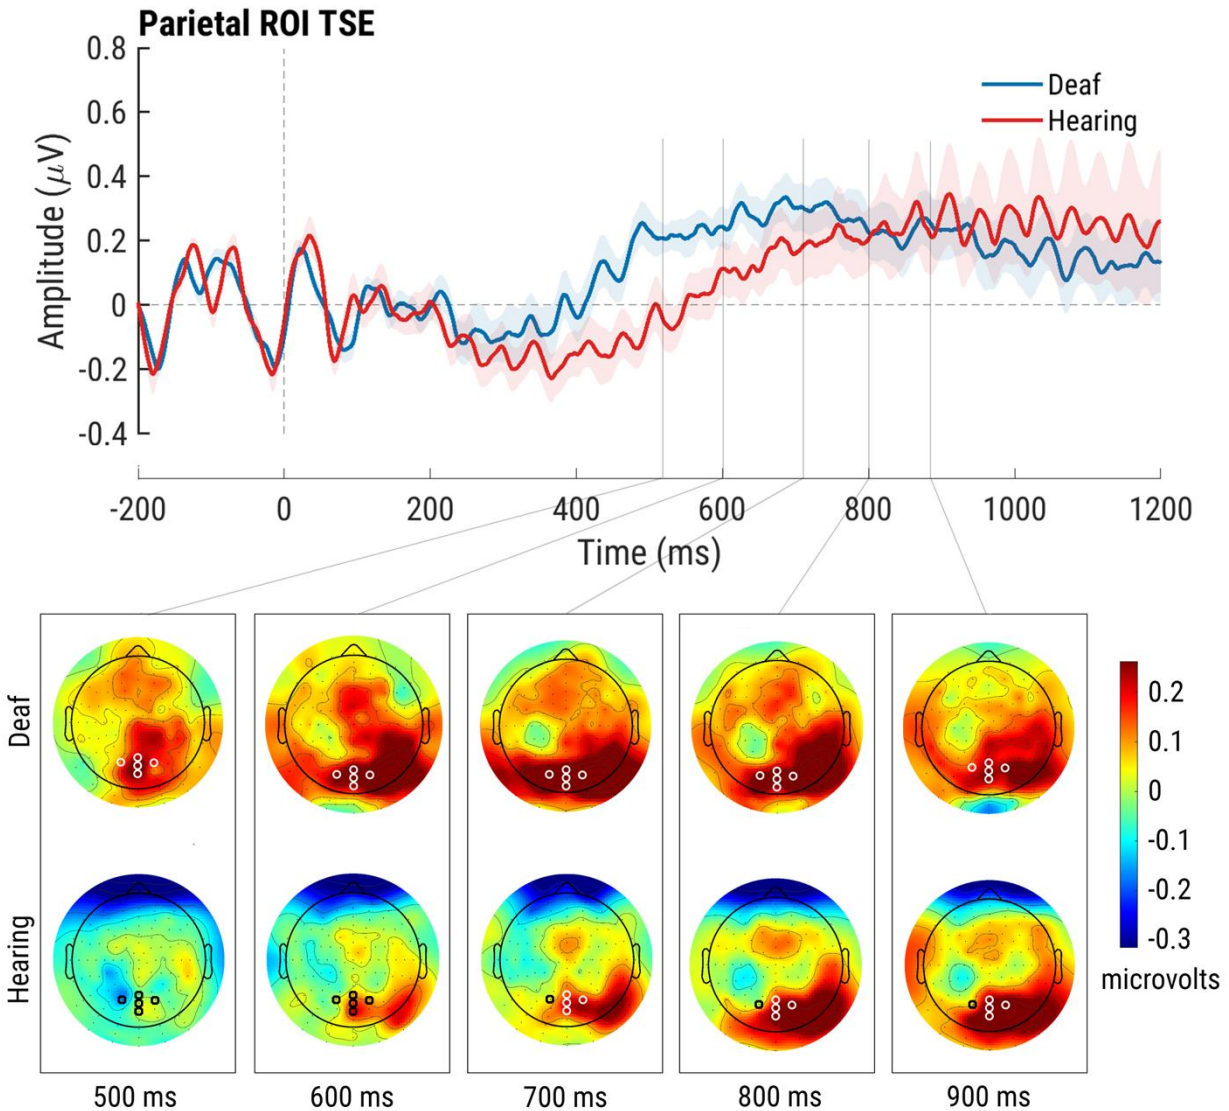 Parietal ROI TSE
0.8
0.6
0.4
0.2
0
-0.2
-0.4
Amplitude (μV)
Deaf
Hearing
-200 0 200 400 600 800 1000 1200
Time (ms)
Deaf
Hearing
0.2
0.1
0
-0.1
-0.2
-0.3
microvolts
500 ms 600 ms 700 ms 800 ms 900 ms